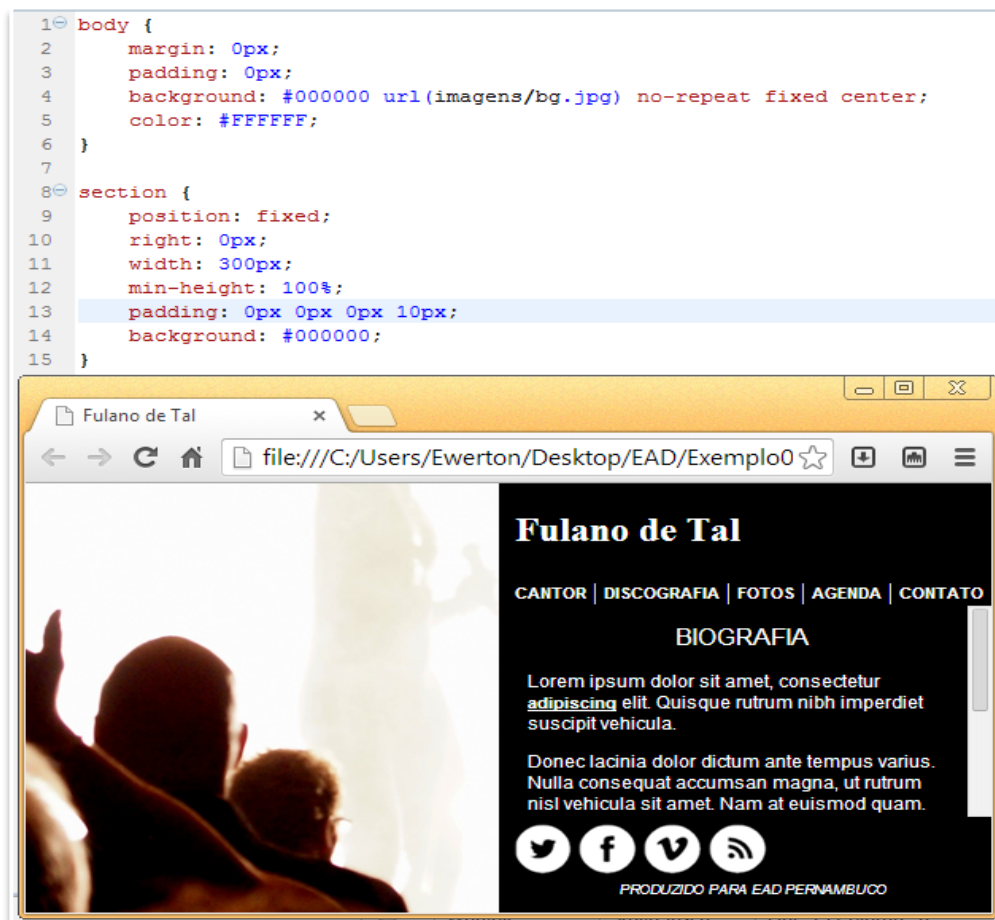 1 body {
2 margin: 0px;
3 padding: 0px;
4 background: #000000 url(imagens/bg.jpg) no-repeat fixed center;
5 color: #FFFFFF;
6 }
7
8 section {
9 position: fixed;
10 right: 0px;
11 width: 300px;
12 min-height: 100%;
13 padding: 0px 0px 0px 10px;
14 background: #000000;
15 }
Fulano de Tal
file:///C:/Users/Ewerton/Desktop/EAD/Exemplo0
Fulano de Tal
CANTOR | DISCOGRAFIA | FOTOS | AGENDA | CONTATO
BIOGRAFIA
Lorem ipsum dolor sit amet, consectetur
adipiscing elit. Quisque rutrum nibh imperdiet
suscipit vehicula.
Donec lacinia dolor dictum ante tempus varius.
Nulla consequat accumsan magna, ut rutrum
nisl vehicula sit amet. Nam at euismod quam.
PRODUZIDO PARA EAD PERNAMBUCO